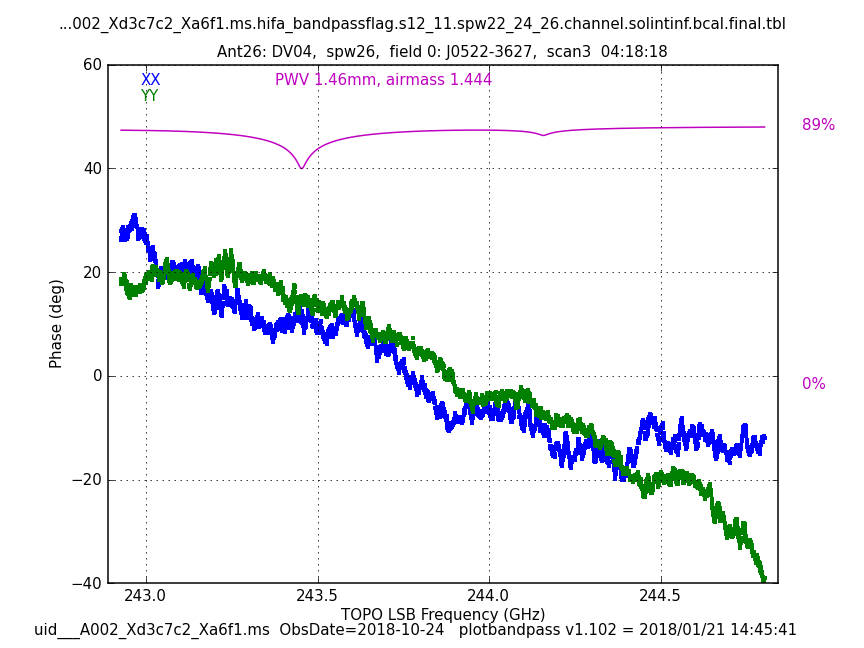 ...002_Xd3c7c2_Xa6f1.ms.hifa_bandpassflag.s12_11.spw22_24_26.channel.solintinf.bcal.final.tbl
Ant26: DV04, spw26, field 0: J0522-3627, scan3 04:18:18
60
XX
PWV 1.46mm, airmass 1.444
YY
89%
40
20
Phase (deg)
0
0%
−20
−40
243.0
243.5
244.0
244.5
TOPO LSB Frequency (GHz)
uid___A002_Xd3c7c2_Xa6f1.ms ObsDate=2018-10-24 plotbandpass v1.102 = 2018/01/21 14:45:41